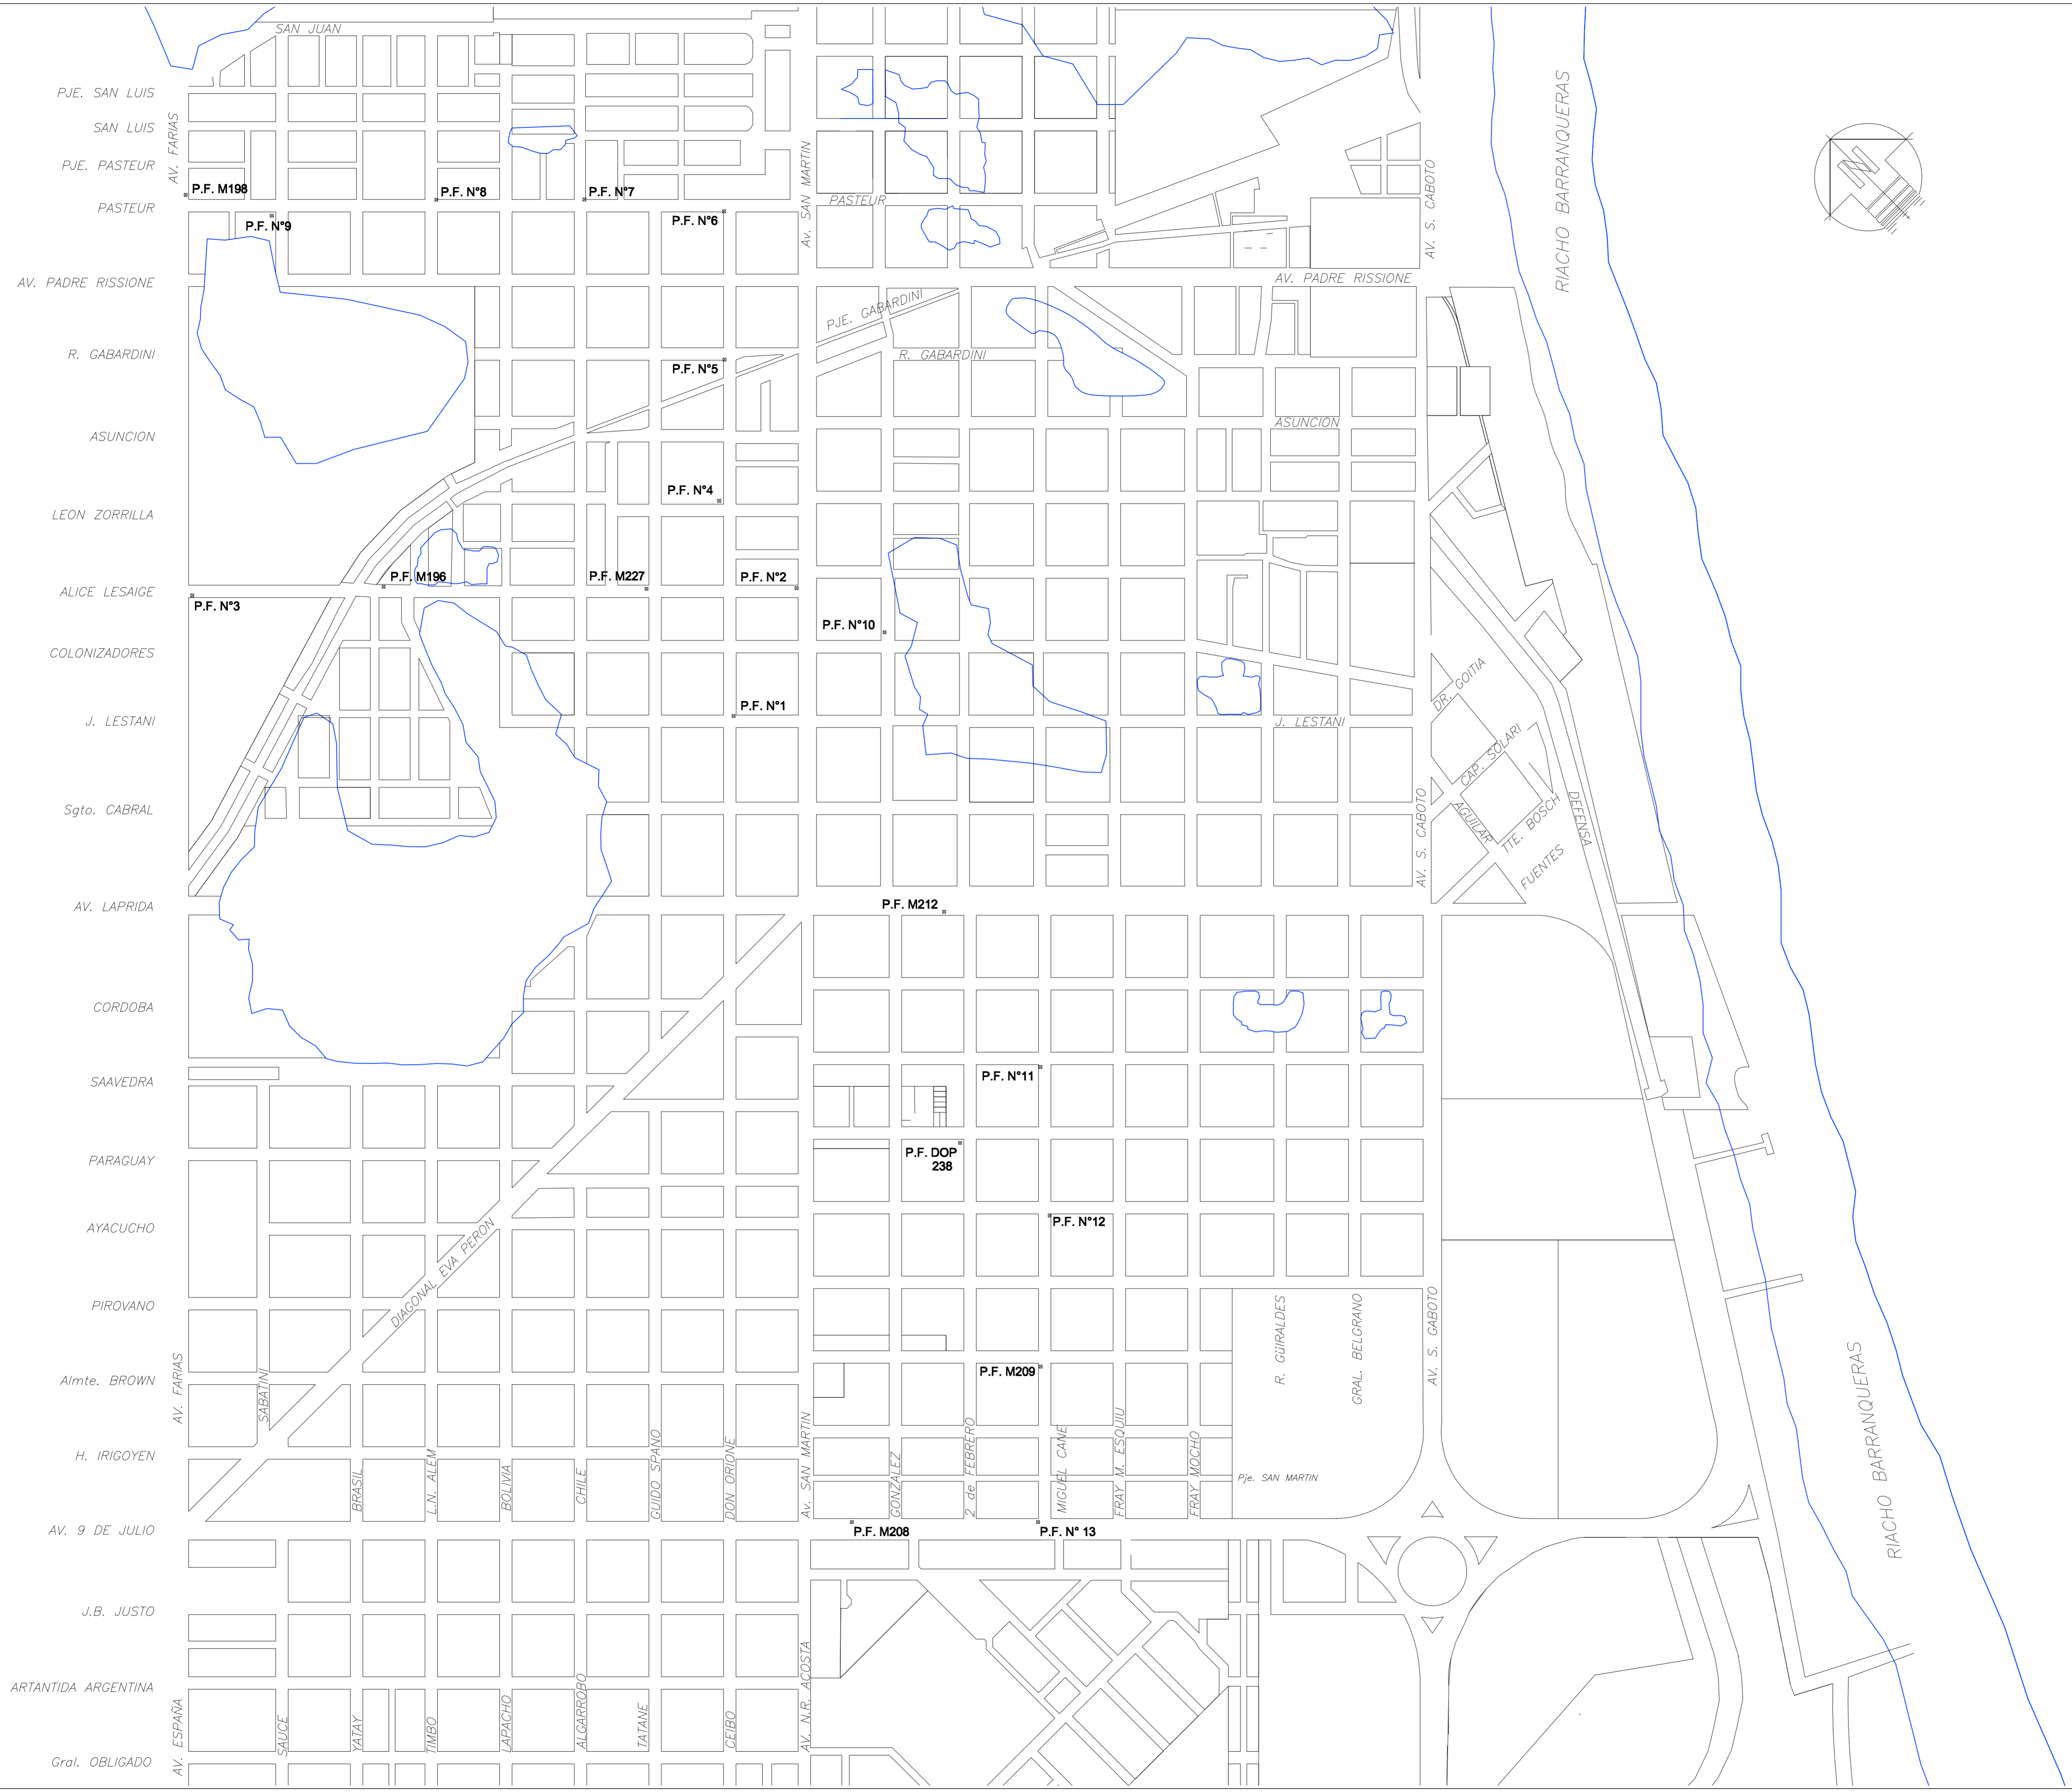 SAN JUAN
PJE. SAN LUIS
SAN LUIS
PJE. PASTEUR
PASTEUR
AV. PADRE RISSIONE
R. GABARDINI
ASUNCION
LEON ZORRILLA
ALICE LESAIGE
COLONIZADORES
J. LESTANI
Sgto. CABRAL
AV. LAPRIDA
CORDOBA
SAAVEDRA
PARAGUAY
AYACUCHO
PIROVANO
Almte. BROWN
H. IRIGOYEN
AV. 9 DE JULIO
J.B. JUSTO
ARTANTIDA ARGENTINA
Gral. OBLIGADO
AV. FARIAS
P.F. M198
P.F. N°8
P.F. N°7
P.F. N°9
P.F. N°6
Av. SAN MARTIN
PASTEUR
AV. S. CABOTO
RIACHO BARRANQUERAS
N
AV. PADRE RISSIONE
PJE. GABARDINI
R. GABARDINI
P.F. N°5
ASUNCION
P.F. N°4
P.F. M196
P.F. M227
P.F. N°2
P.F. N°3
P.F. N°10
P.F. N°1
J. LESTANI
DR. GOITIA
CAP. SOLARI
AGUILAR
TTE. BOSCH
FUENTES
DEFENSA
AV. S. CABOTO
P.F. M212
P.F. N°11
P.F. DOP
238
P.F. N°12
DIAGONAL EVA PERON
P.F. M209
R. GÜIRALDES
GRAL. BELGRANO
AV. S. GABOTO
RIACHO BARRANQUERAS
AV. FARIAS
SABATINI
BRASIL
L.N. ALEM
BOLIVIA
CHILE
GUIDO SPANO
DON ORIONE
Av. SAN MARTIN
GONZALEZ
2 de FEBRERO
MIGUEL CANE
FRAY M. ESQUIU
FRAY MOCHO
Pje. SAN MARTIN
P.F. M208
P.F. N° 13
AV. ESPAÑA
SAUCE
YATAY
TIMBO
LAPACHO
ALGARROBO
TATANE
CEIBO
AV. N.R. ACOSTA